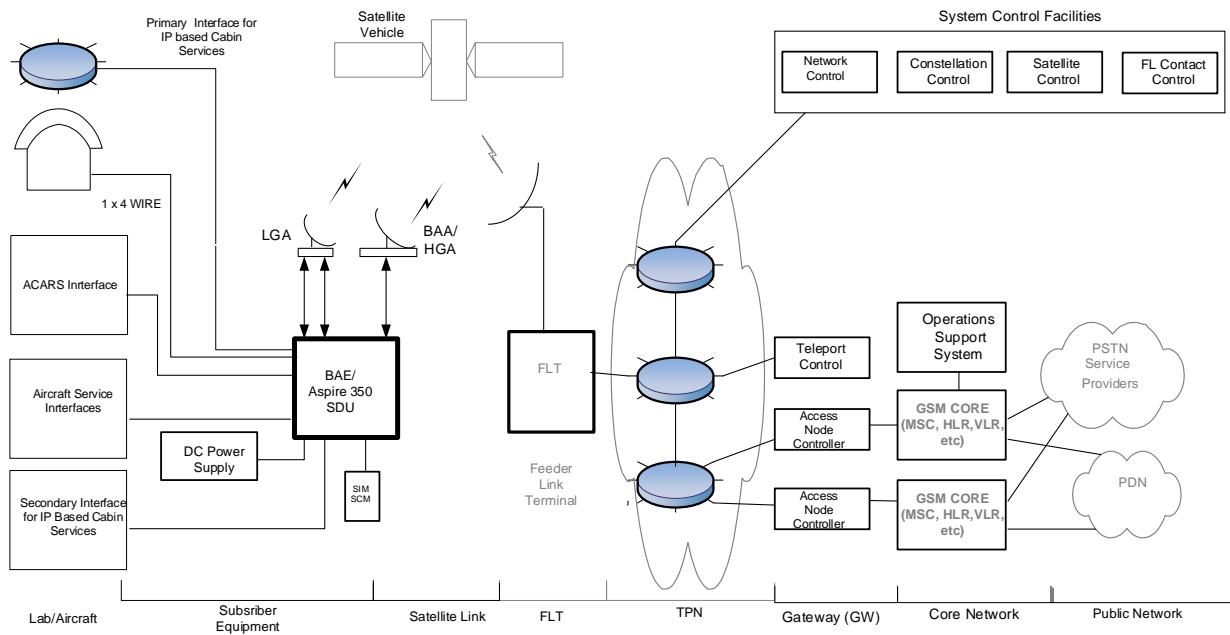 Primary Interface for
IP based Cabin
Services
Satellite
Vehicle
System Control Facilities
Network
Control
Constellation
Control
Satellite
Control
FL Contact
Control
1 x 4 WIRE
LGA
BAA/
HGA
ACARS Inrterface
Aircraft Service
Interfaces
Secondary Interface
for IP Based Cabin
Services
BAE/
Aspire 350
SDU
DC Power
Supply
SIM
SCM
FLT
Feeder
Link
Terminal
Teleport
Control
Access
Node
Controller
Access
Node
Controller
Operations
Support
System
GSM CORE
(MSC, HLR,VLR,
etc)
GSM CORE
(MSC, HLR,VLR,
etc)
PSTN
Service
Providers
PDN
Lab/Aircraft
Subsriber
Equipment
Satellite Link
FLT
TPN
Gateway (GW)
Core Network
Public Network